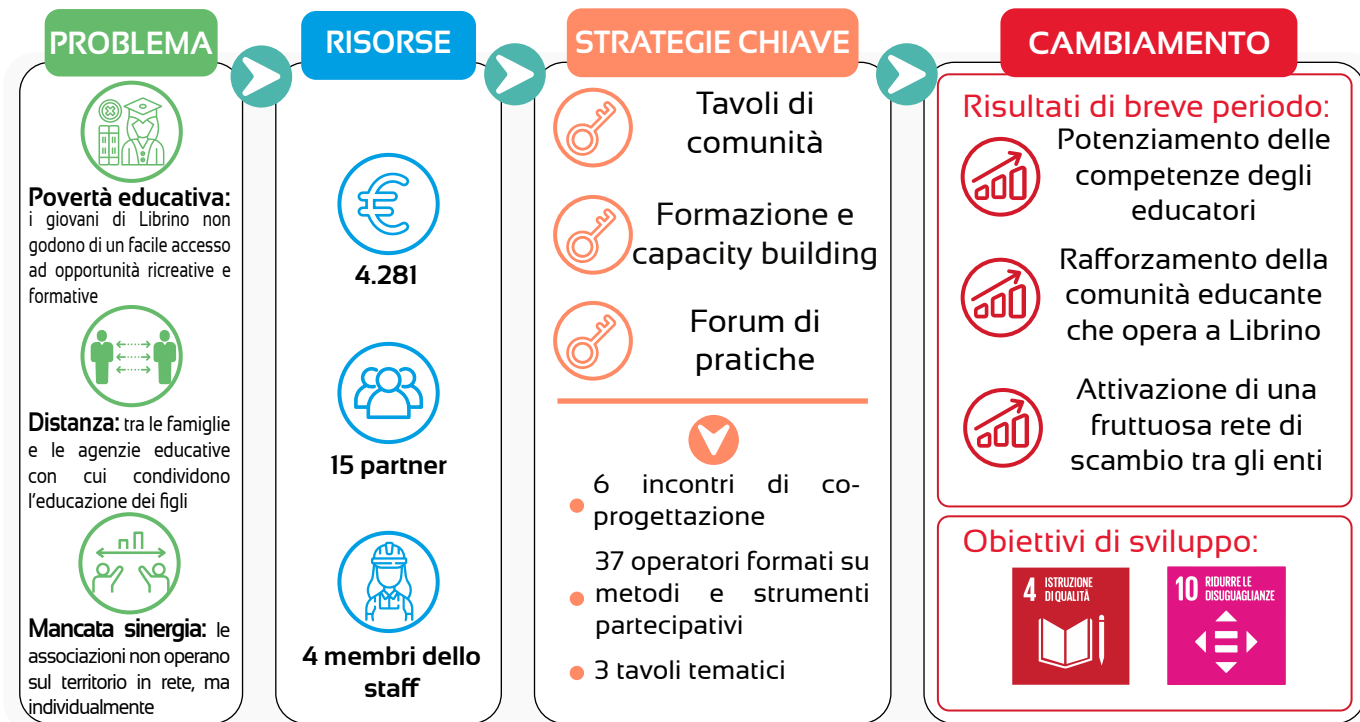 PROBLEMA
Povertà educativa:
i giovani di Librino non
godono di un facile accesso
ad opportunità ricreative e
formative
Distanza: tra le famiglie
e le agenzie educative
con cui condividono
l'educazione dei figli
Mancata sinergia: le
associazioni non operano
sul territorio in rete, ma
individualmente
RISORSE
4.281
15 partner
4 membri dello
staff
STRATEGIE CHIAVE
Tavoli di
comunità
Formazione e
capacity building
Forum di
pratiche
6 incontri di co-
progettazione
37 operatori formati su
metodi e strumenti
partecipativi
3 tavoli tematici
CAMBIAMENTO
Risultati di breve periodo:
Potenziamento delle
competenze degli
educatori
Rafforzamento della
comunità educante
che opera a Librino
Attivazione di una
fruttuosa rete di
scambio tra gli enti
Obiettivi di sviluppo:
4 ISTRUZIONE
DI QUALITÀ
10 RIDURRE LE
DISUGUAGLIANZE